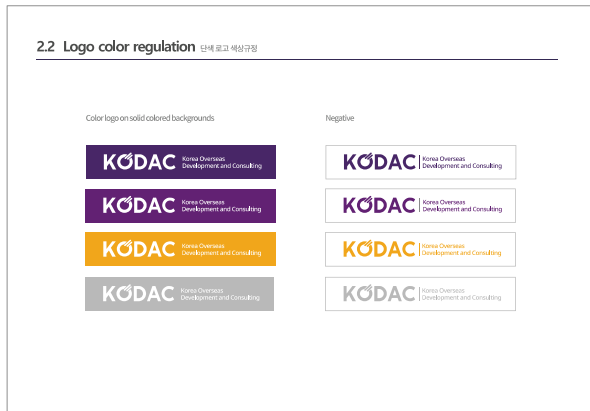 2.2 Logo color regulation 단색 로고 색상규정
Color logo on solid colored backgrounds
KODAC Korea Overseas
Development and Consulting
KODAC Korea Overseas
Development and Consulting
KODAC Korea Overseas
Development and Consulting
KODAC Korea Overseas
Development and Consulting
Negative
KODAC Korea Overseas
Development and Consulting
KODAC Korea Overseas
Development and Consulting
KODAC Korea Overseas
Development and Consulting
KODAC Korea Overseas
Development and Consulting